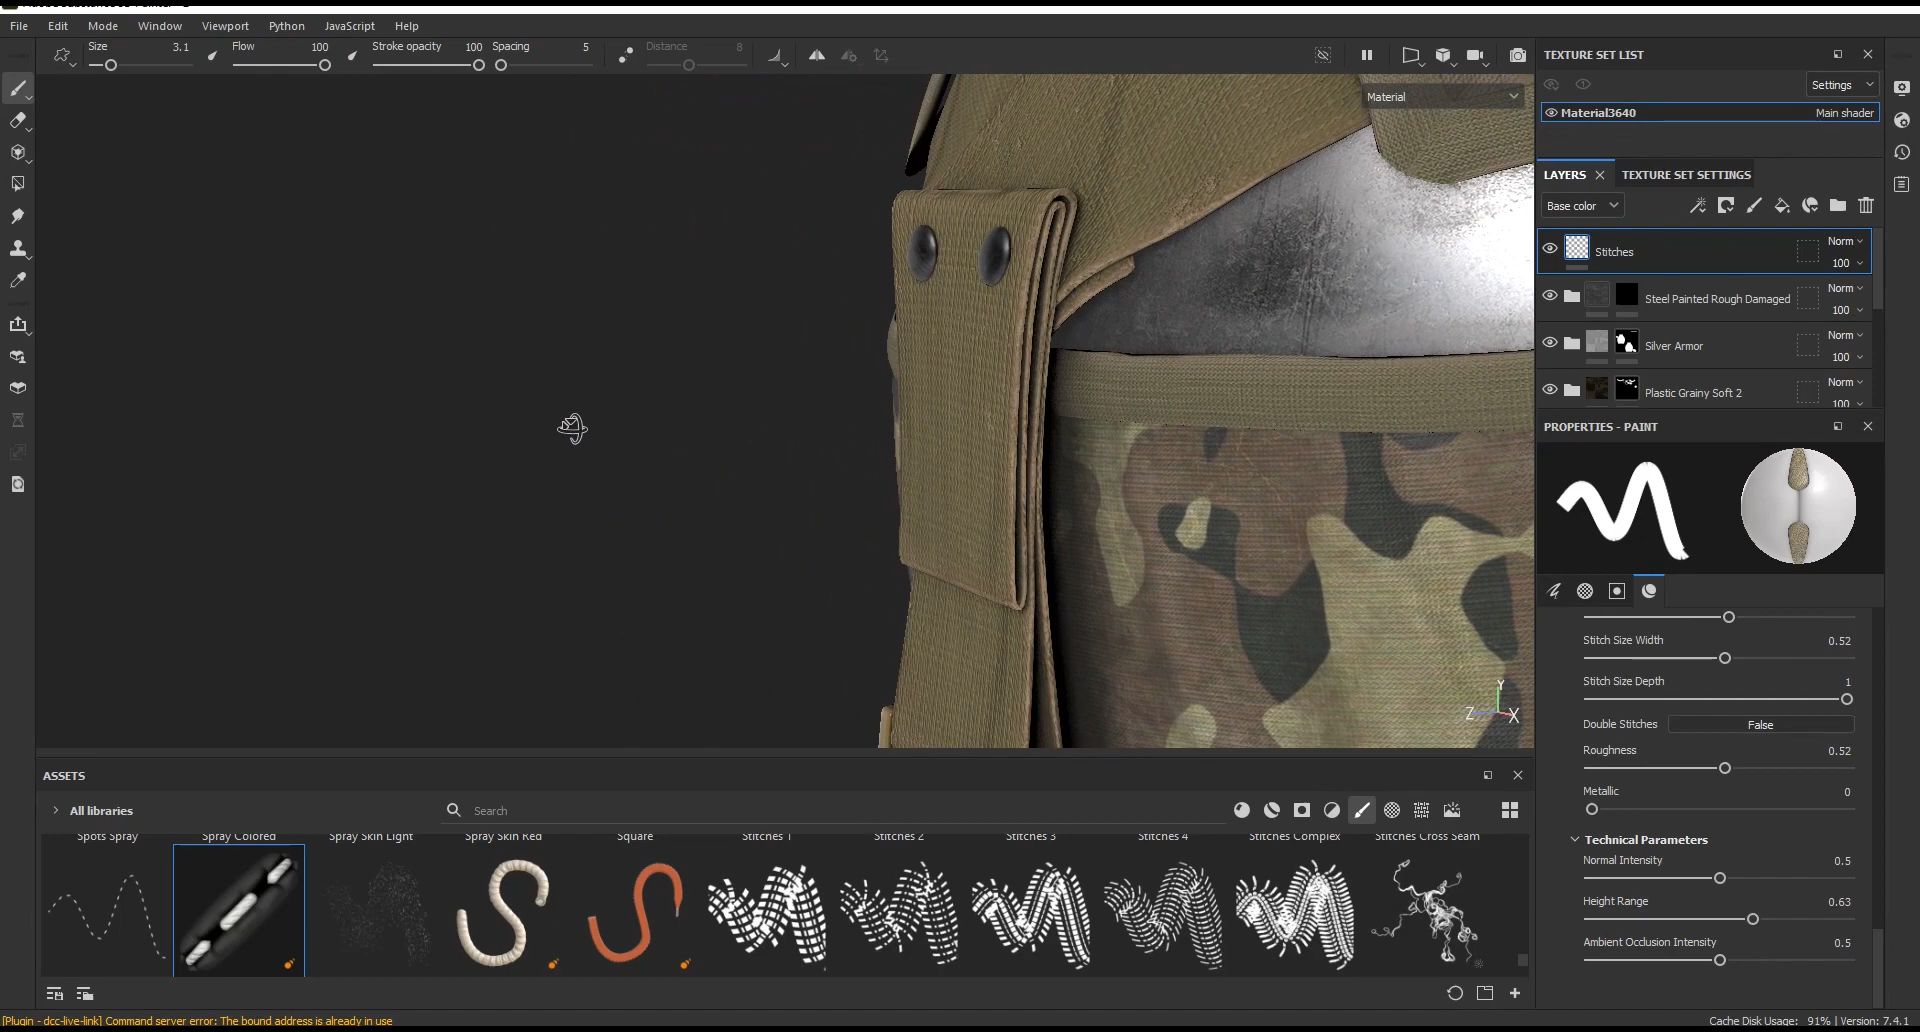 File Edit Mode Window Viewport Python JavaScript Help
Size 3.1 Flow 100 Stroke opacity 100 Spacing 5 Distance 8
Material
TEXTURE SET LIST
Settings
Material3640 Main shader
LAYERS TEXTURE SET SETTINGS
Base color
Stitches Norm 100
Steel Painted Rough Damaged Norm 100
Silver Armor Norm 100
Plastic Grainy Soft 2 Norm 100
PROPERTIES - PAINT
Stitch Size Width 0.52
Stitch Size Depth 1
Double Stitches False
Roughness 0.52
Metallic 0
Technical Parameters
Normal Intensity 0.5
Height Range 0.63
Ambient Occlusion Intensity 0.5
Y
Z X
ASSETS
All libraries Search
Spots Spray Spray Colored Spray Skin Light Spray Skin Red Square Stitches 1 Stitches 2 Stitches 3 Stitches 4 Stitches Complex Stitches Cross Seam
[Plugin - dcc-live-link] Command server error: The bound address is already in use
Cache Disk Usage: 91% | Version: 7.4.1